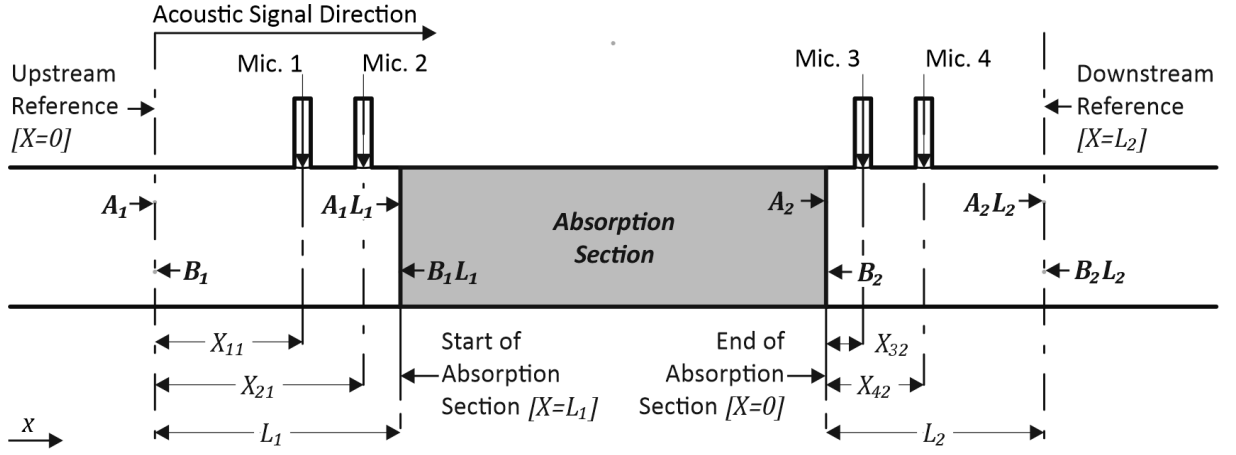 Acoustic Signal Direction
Mic. 1
Mic. 2
Mic. 3
Mic. 4
Upstream
Reference
[X=0]
Downstream
Reference
[X=L₂]
A₁
A₁L₁
A₂
A₂L₂
Absorption
Section
B₁
B₁L₁
B₂
B₂L₂
X₁₁
X₂₁
L₁
Start of
Absorption
Section [X=L₁]
End of
Absorption
Section [X=0]
X₃₂
X₄₂
L₂
x